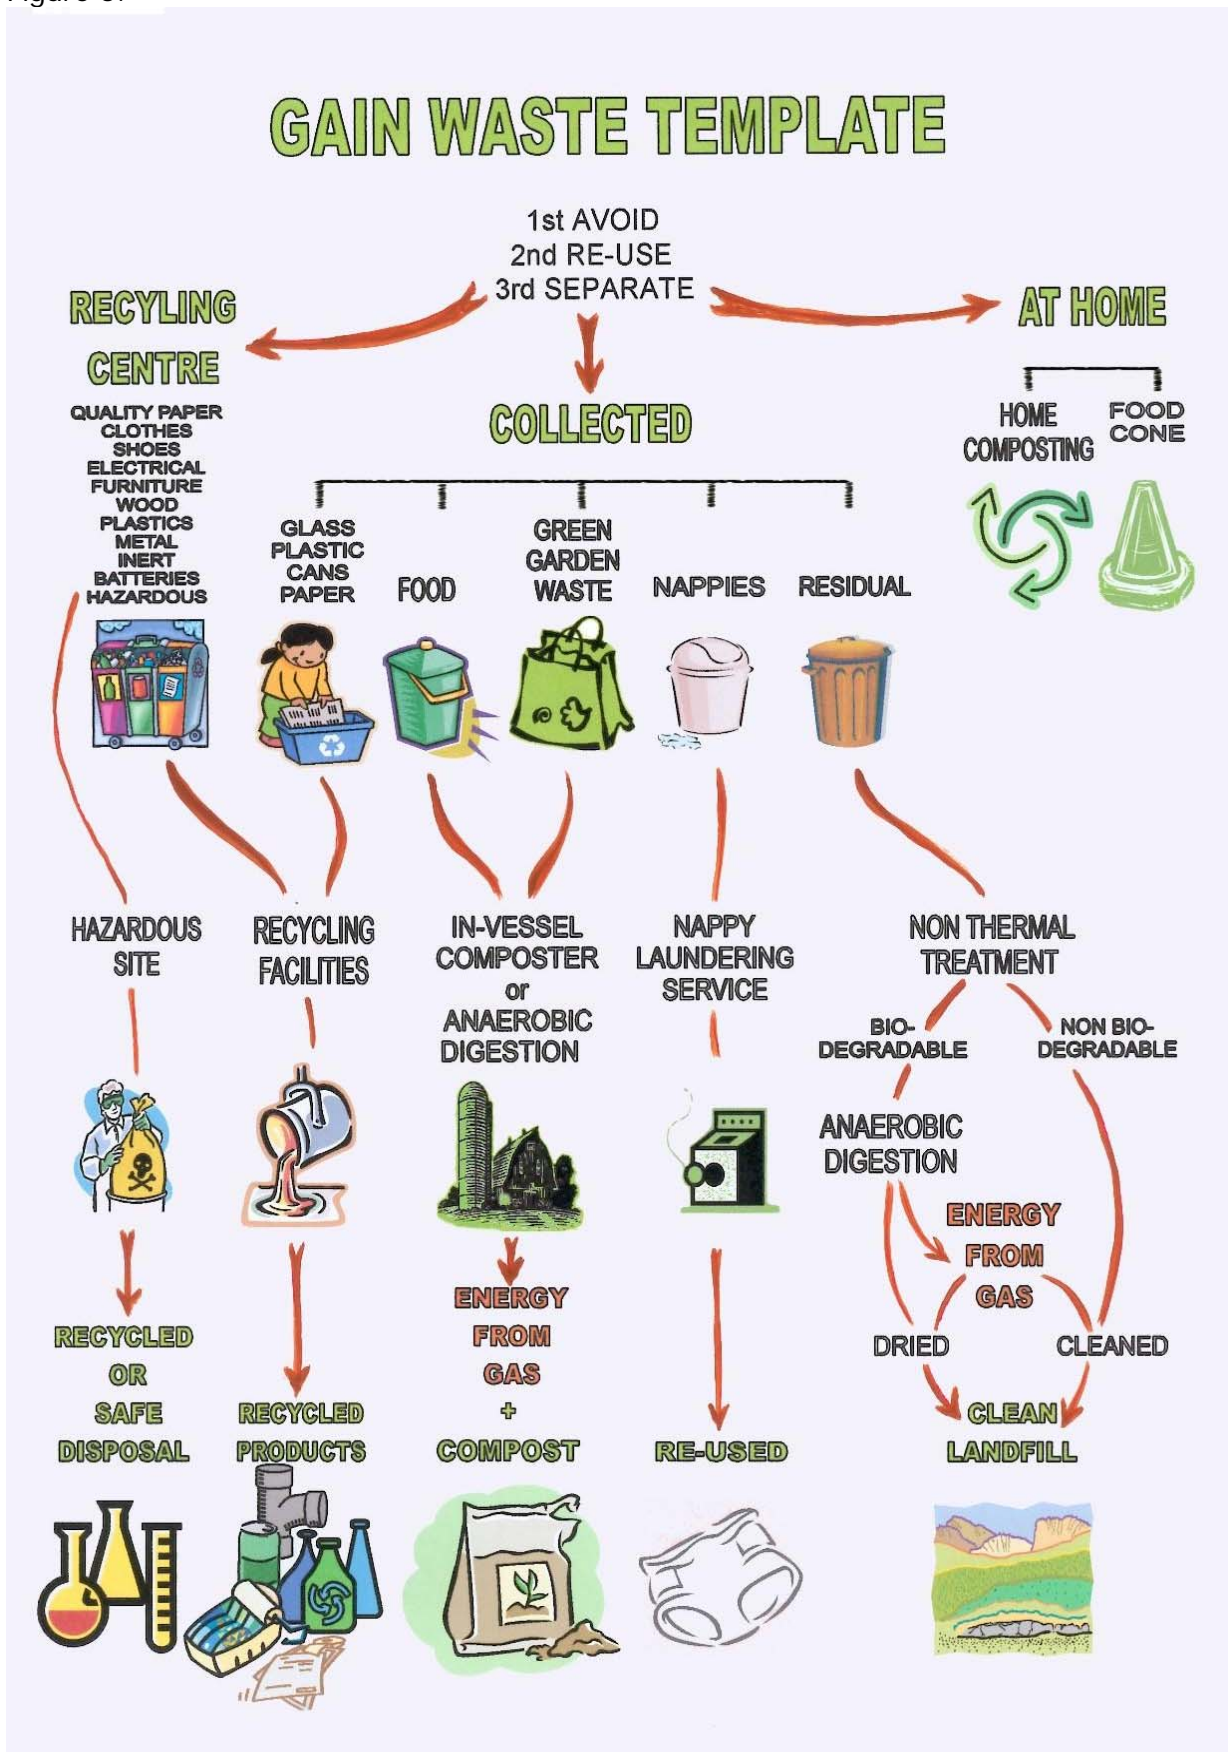 GAIN WASTE TEMPLATE
1st AVOID
2nd RE-USE
3rd SEPARATE
RECYLING
CENTRE
QUALITY PAPER
CLOTHES
SHOES
ELECTRICAL
FURNITURE
WOOD
PLASTICS
METAL
INERT
BATTERIES
HAZARDOUS
COLLECTED
GLASS
PLASTIC
CANS
PAPER
FOOD
GREEN
GARDEN
WASTE
NAPPIES
RESIDUAL
AT HOME
HOME
COMPOSTING
FOOD
CONE
HAZARDOUS
SITE
RECYCLING
FACILITIES
IN-VESSEL
COMPOSTER
or
ANAEROBIC
DIGESTION
NAPPY
LAUNDERING
SERVICE
NON THERMAL
TREATMENT
BIO-
DEGRADABLE
NON BIO-
DEGRADABLE
ANAEROBIC
DIGESTION
ENERGY
FROM
GAS
DRIED
CLEANED
RECYCLED
OR
SAFE
DISPOSAL
RECYCLED
PRODUCTS
ENERGY
FROM
GAS
+
COMPOST
RE-USED
CLEAN
LANDFILL